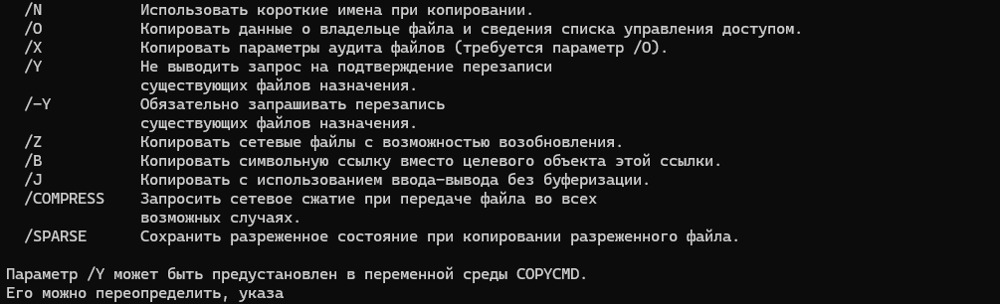 /N Использовать короткие имена при копировании.
/O Копировать данные о владельце файла и сведения списка управления доступом.
/X Копировать параметры аудита файлов (требуется параметр /O).
/Y Не выводить запрос на подтверждение перезаписи
существующих файлов назначения.
/-Y Обязательно запрашивать перезапись
существующих файлов назначения.
/Z Копировать сетевые файлы с возможностью возобновления.
/B Копировать символьную ссылку вместо целевого объекта этой ссылки.
/J Копировать с использованием ввода-вывода без буферизации.
/COMPRESS Запросить сетевое сжатие при передаче файла во всех
возможных случаях.
/SPARSE Сохранить разреженное состояние при копировании разреженного файла.
Параметр /Y может быть предустановлен в переменной среды COPYCMD.
Его можно переопределить, указа